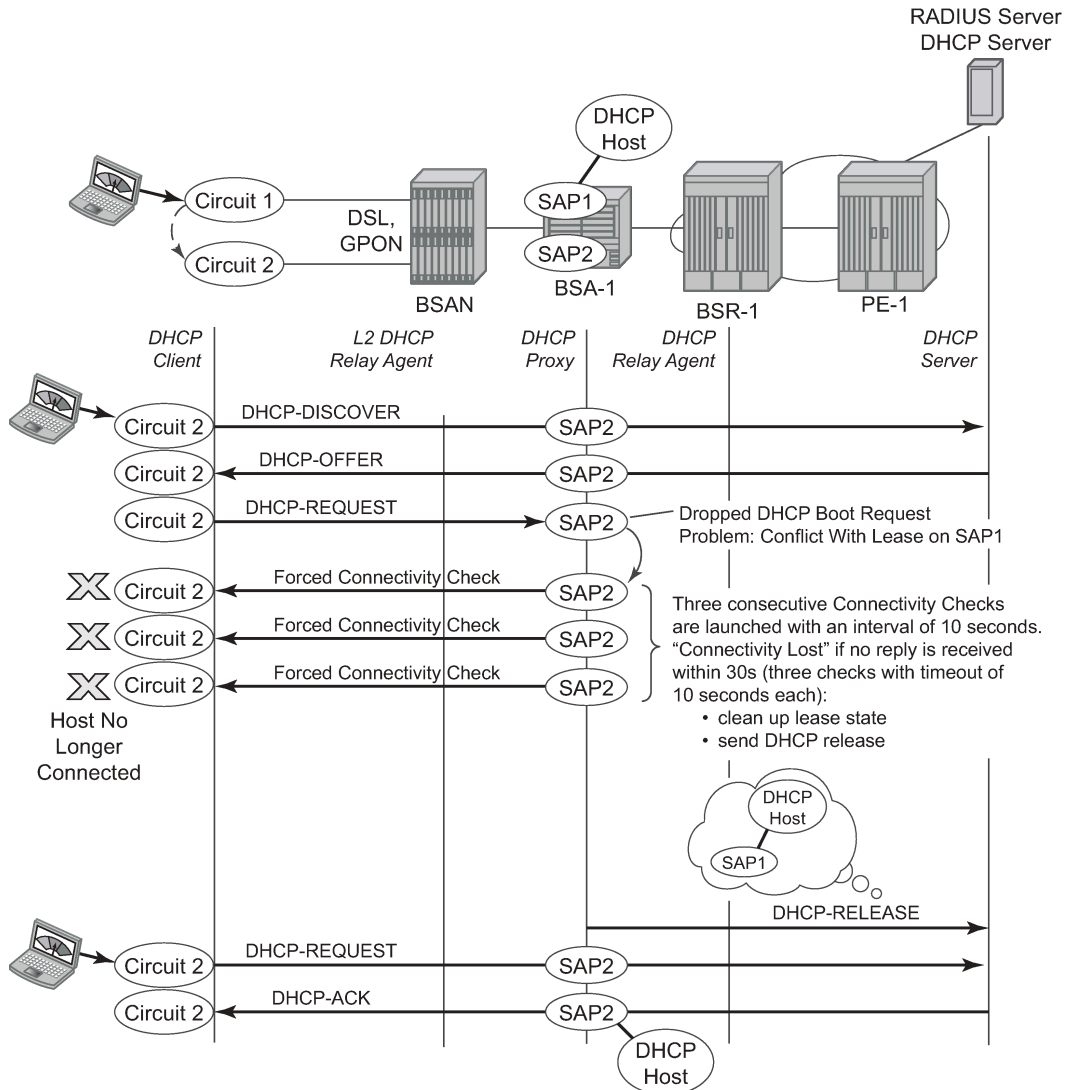 RADIUS Server
DHCP Server
DHCP
Host
Circuit 1
SAP1
DSL,
GPON
Circuit 2
SAP2
BSAN
BSA-1
BSR-1
PE-1
DHCP
Client
L2 DHCP
Relay Agent
DHCP
Proxy
DHCP
Relay Agent
DHCP
Server
Circuit 2
DHCP-DISCOVER
SAP2
Circuit 2
DHCP-OFFER
SAP2
Circuit 2
DHCP-REQUEST
SAP2
Dropped DHCP Boot Request
Problem: Conflict With Lease on SAP1
Circuit 2
Forced Connectivity Check
SAP2
Circuit 2
Forced Connectivity Check
SAP2
Circuit 2
Forced Connectivity Check
SAP2
Three consecutive Connectivity Checks
are launched with an interval of 10 seconds.
“Connectivity Lost” if no reply is received
within 30s (three checks with timeout of
10 seconds each):
• clean up lease state
• send DHCP release
Host No
Longer
Connected
DHCP
Host
SAP1
DHCP-RELEASE
Circuit 2
DHCP-REQUEST
SAP2
Circuit 2
DHCP-ACK
SAP2
DHCP
Host